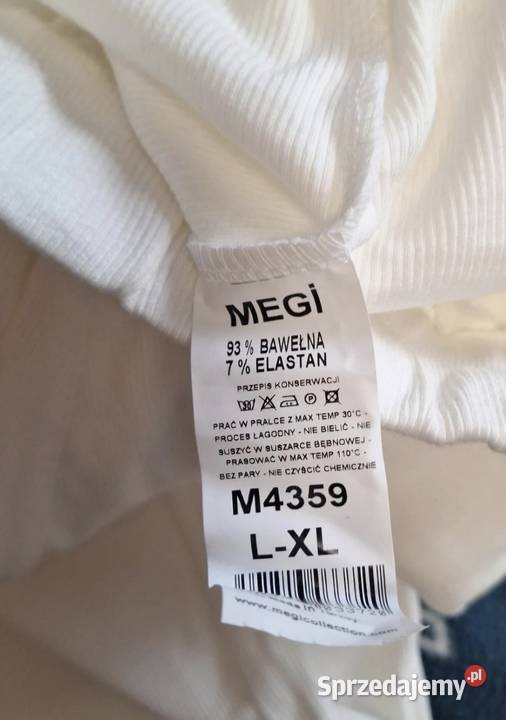 MEGİ
93 % BAWEŁNA
7 % ELASTAN
PRZEPIS KONSERWACJI
PRAĆ W PRALCE Z MAX TEMP 30°C -
PROCES ŁAGODNY - NIE BIELIĆ - NIE
SUSZYĆ W SUSZARCE BĘBNOWEJ -
PRASOWAĆ W MAX TEMP 110°C -
BEZ PARY - NIE CZYŚCIĆ CHEMICZNIE
M4359
L-XL
www.megicollection.com
Sprzedajemy.pl